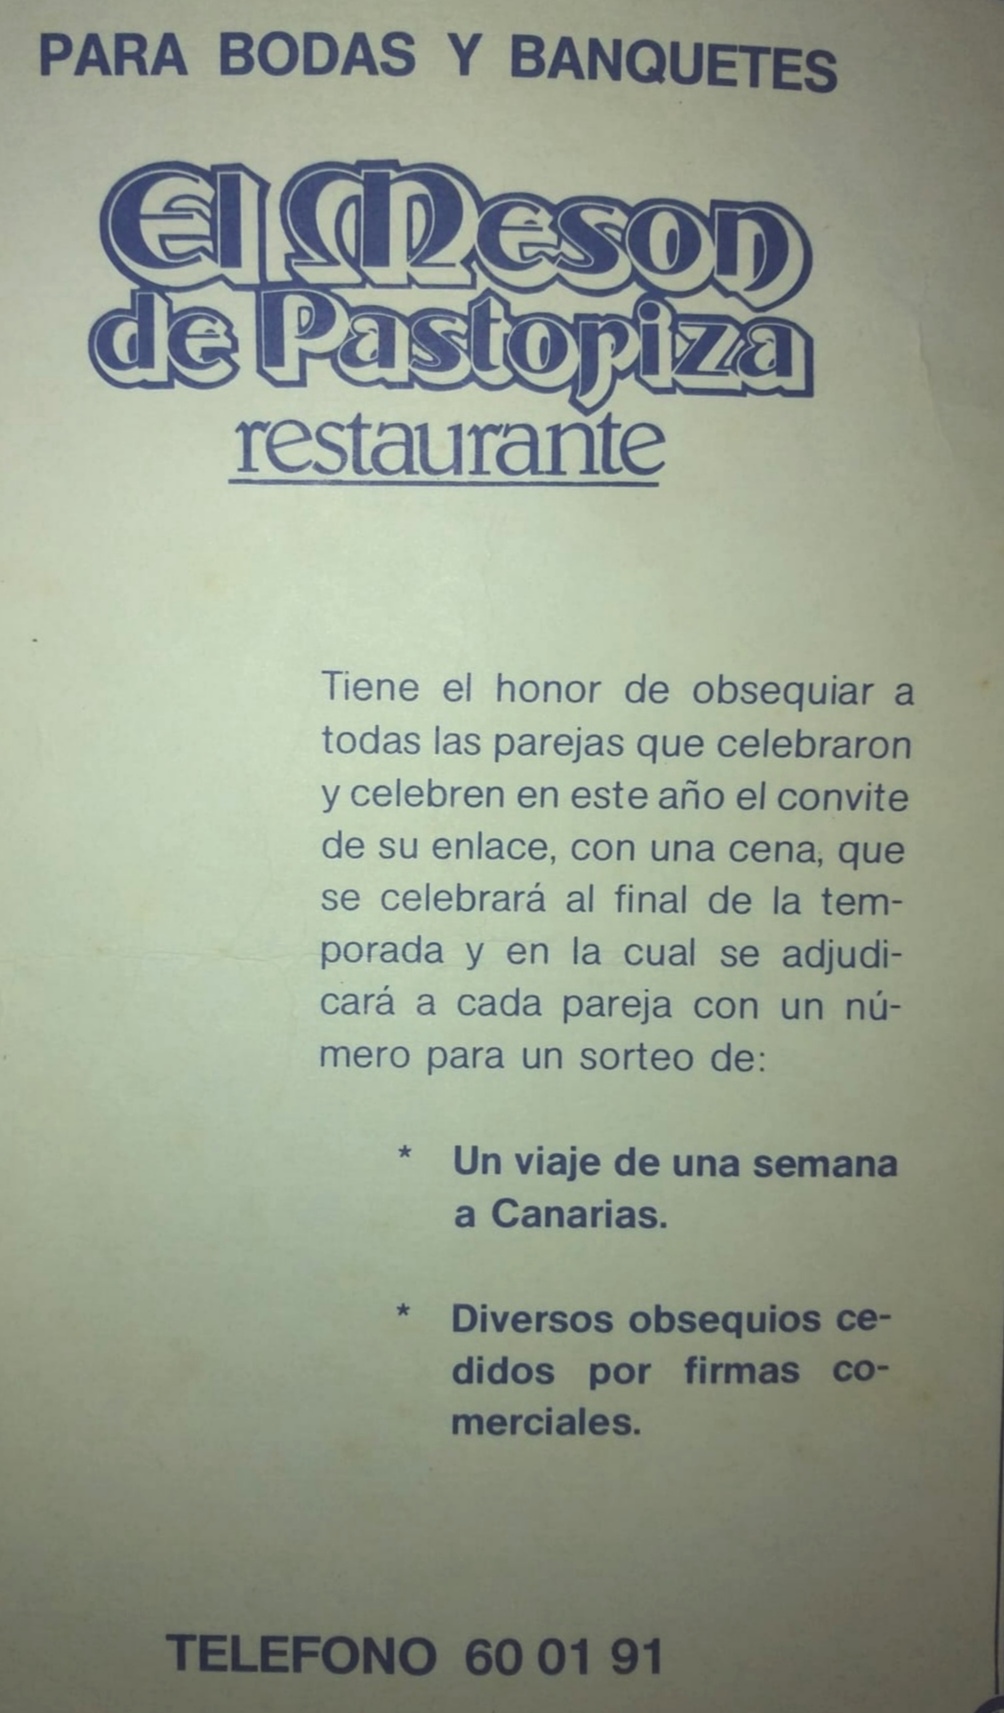 PARA BODAS Y BANQUETES
El Meson
de Pastoriza
restaurante
Tiene el honor de obsequiar a
todas las parejas que celebraron
y celebren en este año el convite
de su enlace, con una cena, que
se celebrará al final de la tem-
porada y en la cual se adjudi-
cará a cada pareja con un nú-
mero para un sorteo de:
* Un viaje de una semana
a Canarias.
* Diversos obsequios ce-
didos por firmas co-
merciales.
TELEFONO 60 01 91